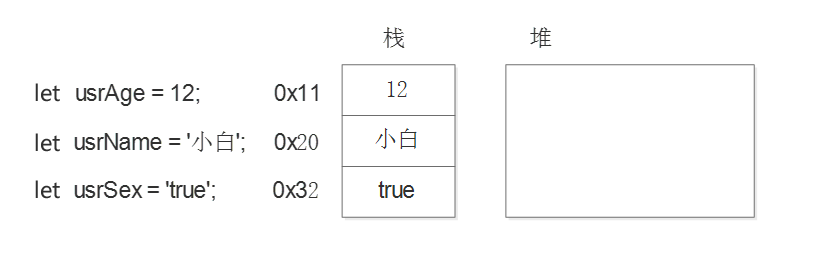 栈 堆
let usrAge = 12; 0x11 12
let usrName = '小白'; 0x20 小白
let usrSex = 'true'; 0x32 true